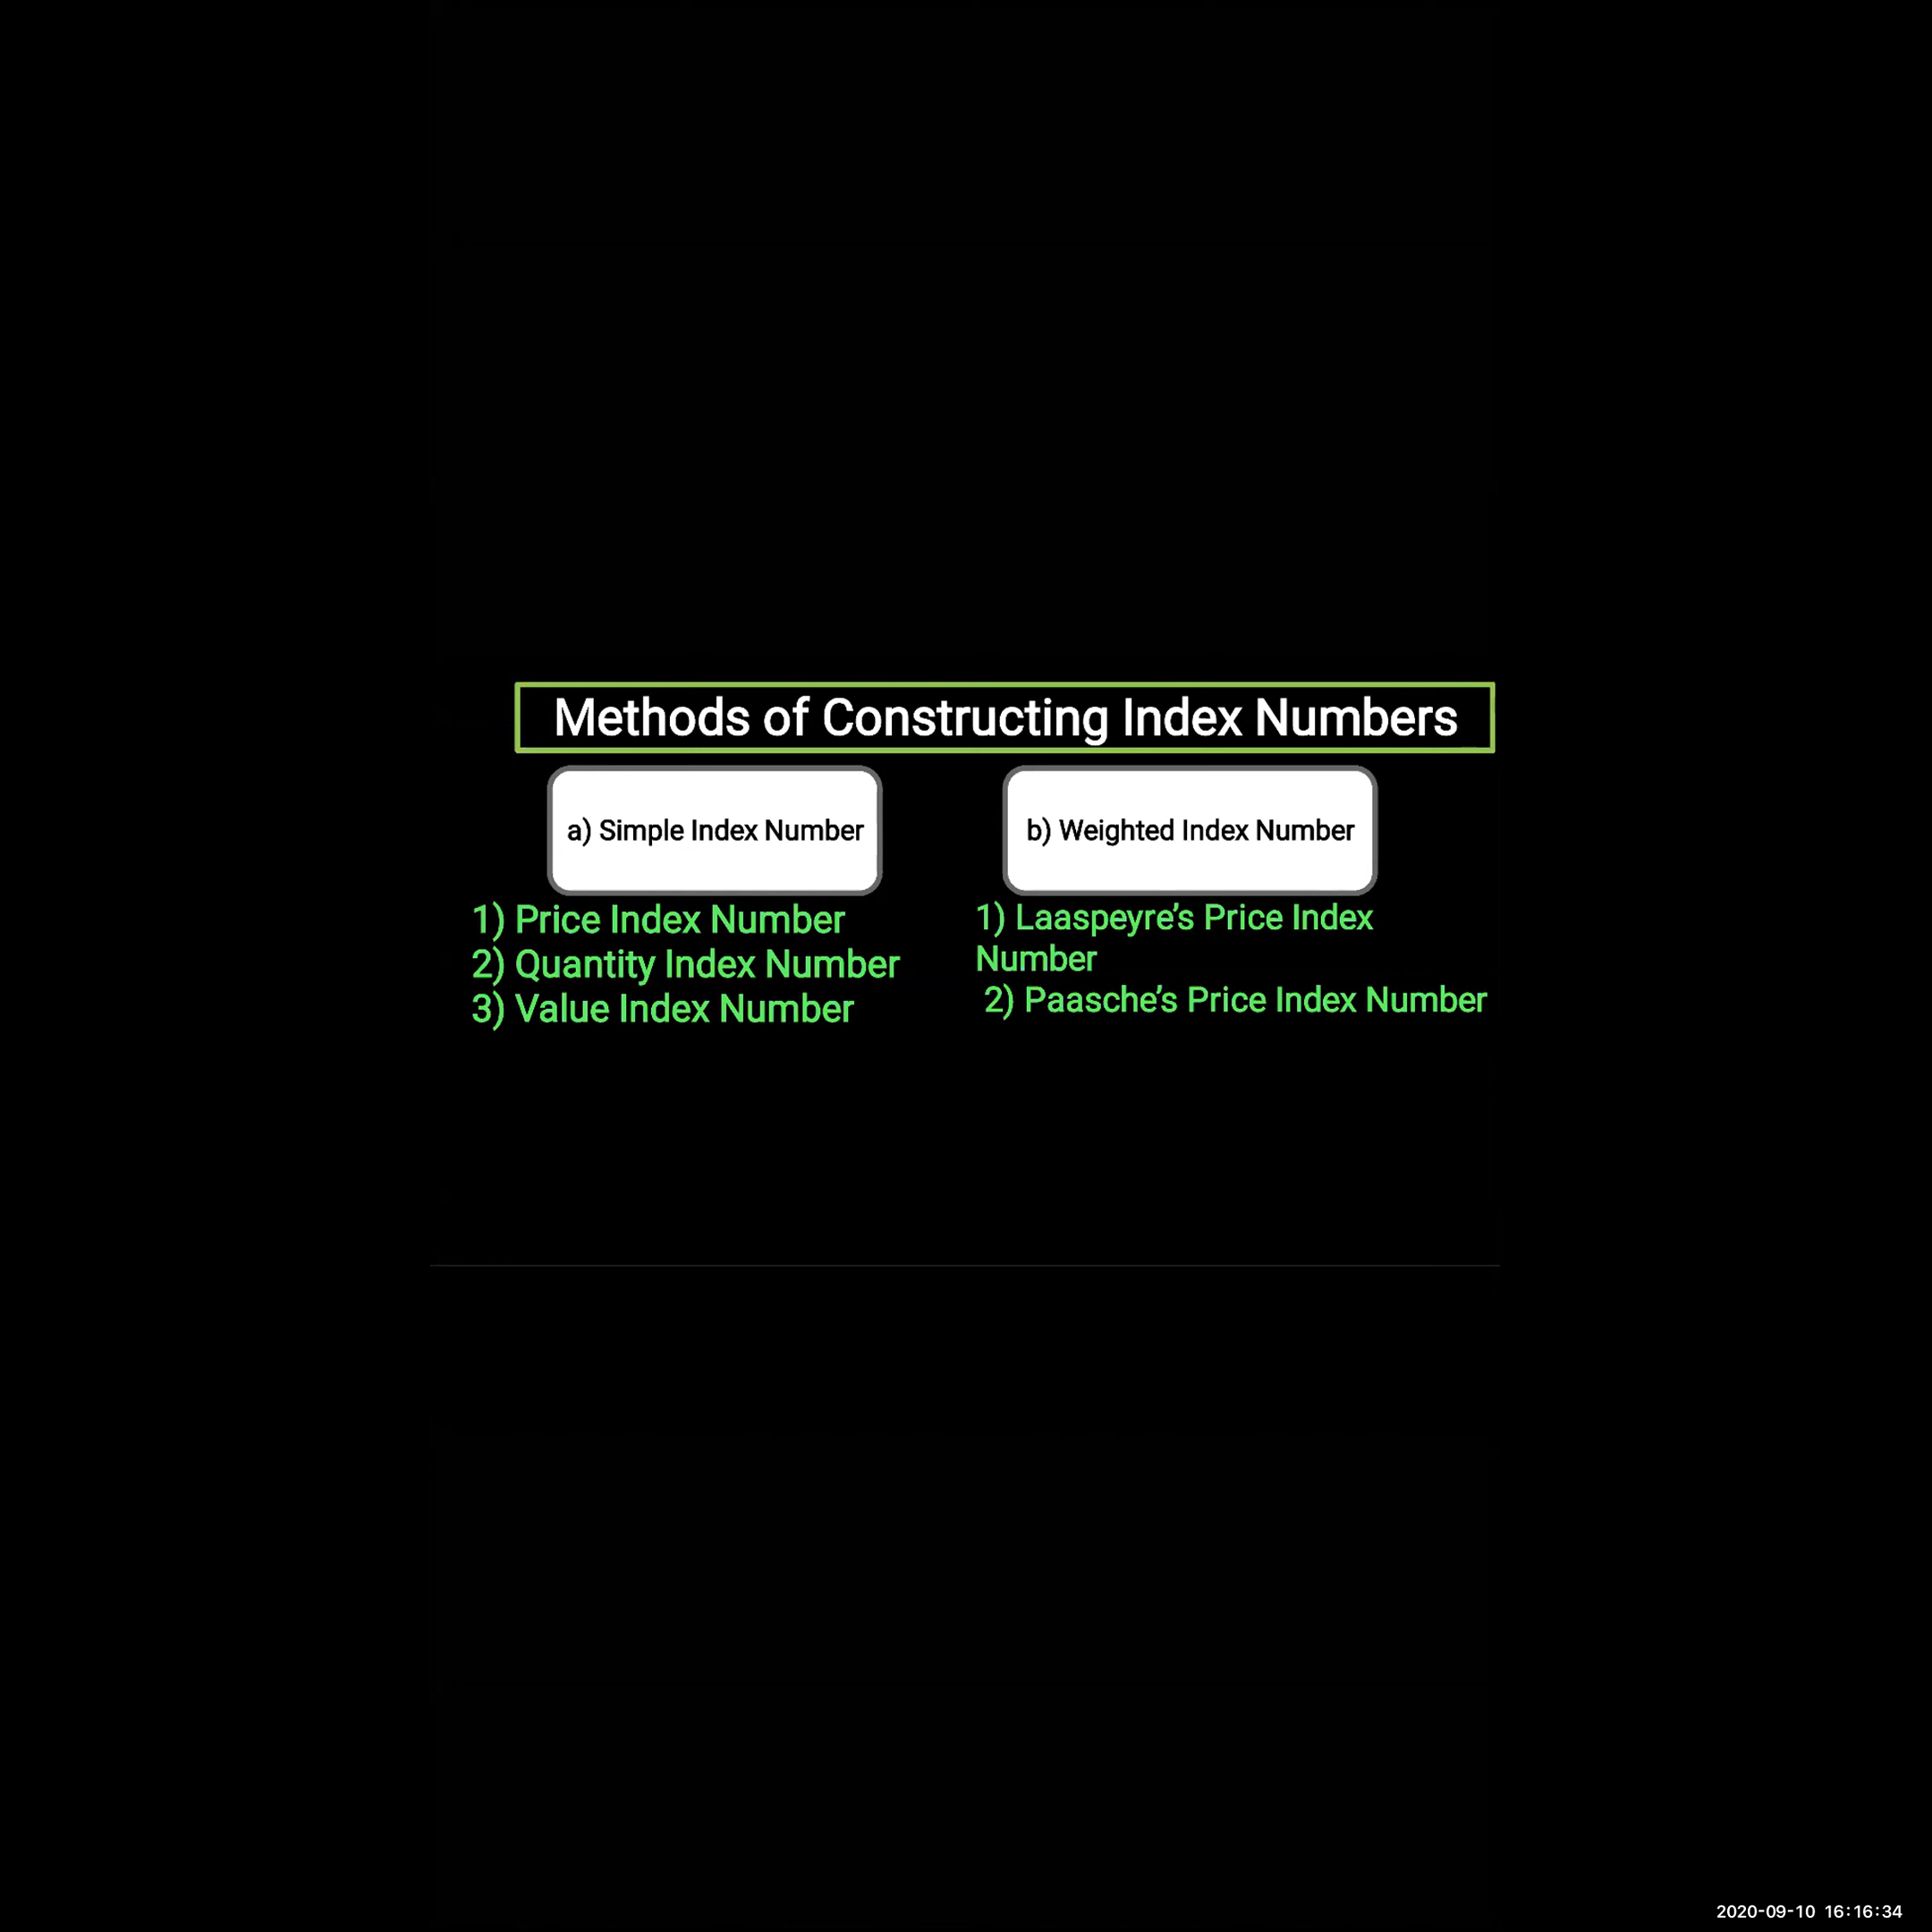 Methods of Constructing Index Numbers
a) Simple Index Number
1) Price Index Number
2) Quantity Index Number
3) Value Index Number
b) Weighted Index Number
1) Laaspeyre's Price Index
Number
2) Paasche's Price Index Number
2020-09-10 16:16:34